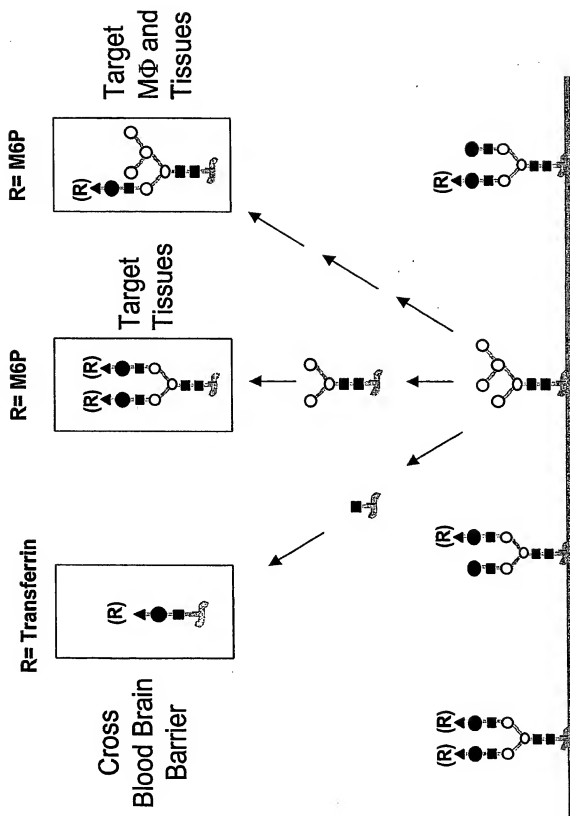 R= Transferrin
R= M6P
R= M6P
Cross
Blood Brain
Barrier
(R)
(R) (R)
Target
Tissues
(R)
Target
MΦ and
Tissues
(R) (R)
(R)
(R)